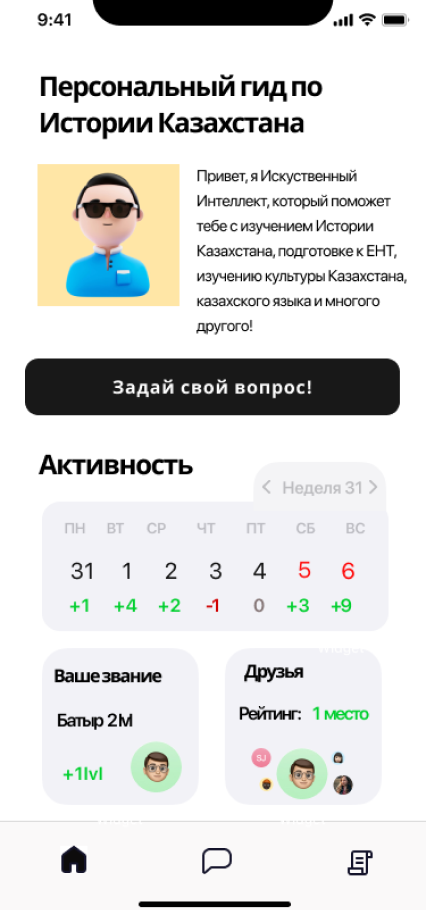 9:41
Персональный гид по
Истории Казахстана
Привет, я Искуственный
Интеллект, который поможет
тебе с изучением Истории
Казахстана, подготовке к ЕНТ,
изучению культуры Казахстана,
казахского языка и многого
другого!
Задай свой вопрос!
Активность
Неделя 31
ПН ВТ СР ЧТ ПТ СБ ВС
31 1 2 3 4 5 6
+1 +4 +2 -1 0 +3 +9
Widget
Ваше звание
Друзья
Батыр 2М
Рейтинг: 1 место
SJ
+1lvl
Widget
Widget